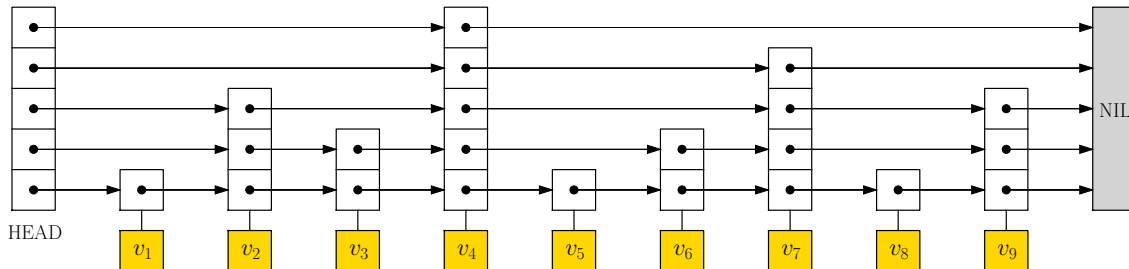 NIL
HEAD
v₁ v₂ v₃ v₄ v₅ v₆ v₇ v₈ v₉